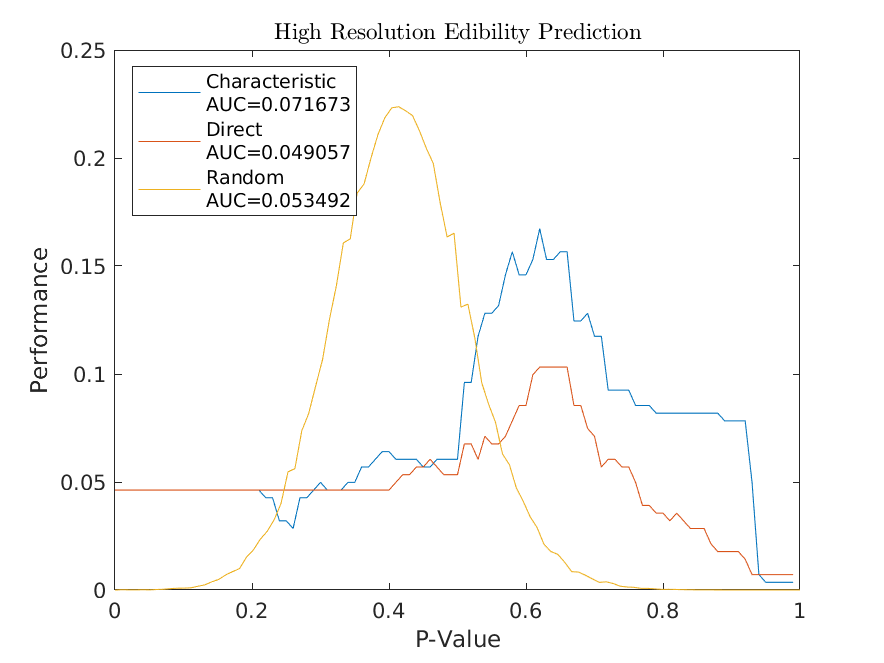 High Resolution Edibility Prediction
0.25
0.2
0.15
0.1
0.05
0
Performance
Characteristic
AUC=0.071673
Direct
AUC=0.049057
Random
AUC=0.053492
0 0.2 0.4 0.6 0.8 1
P-Value